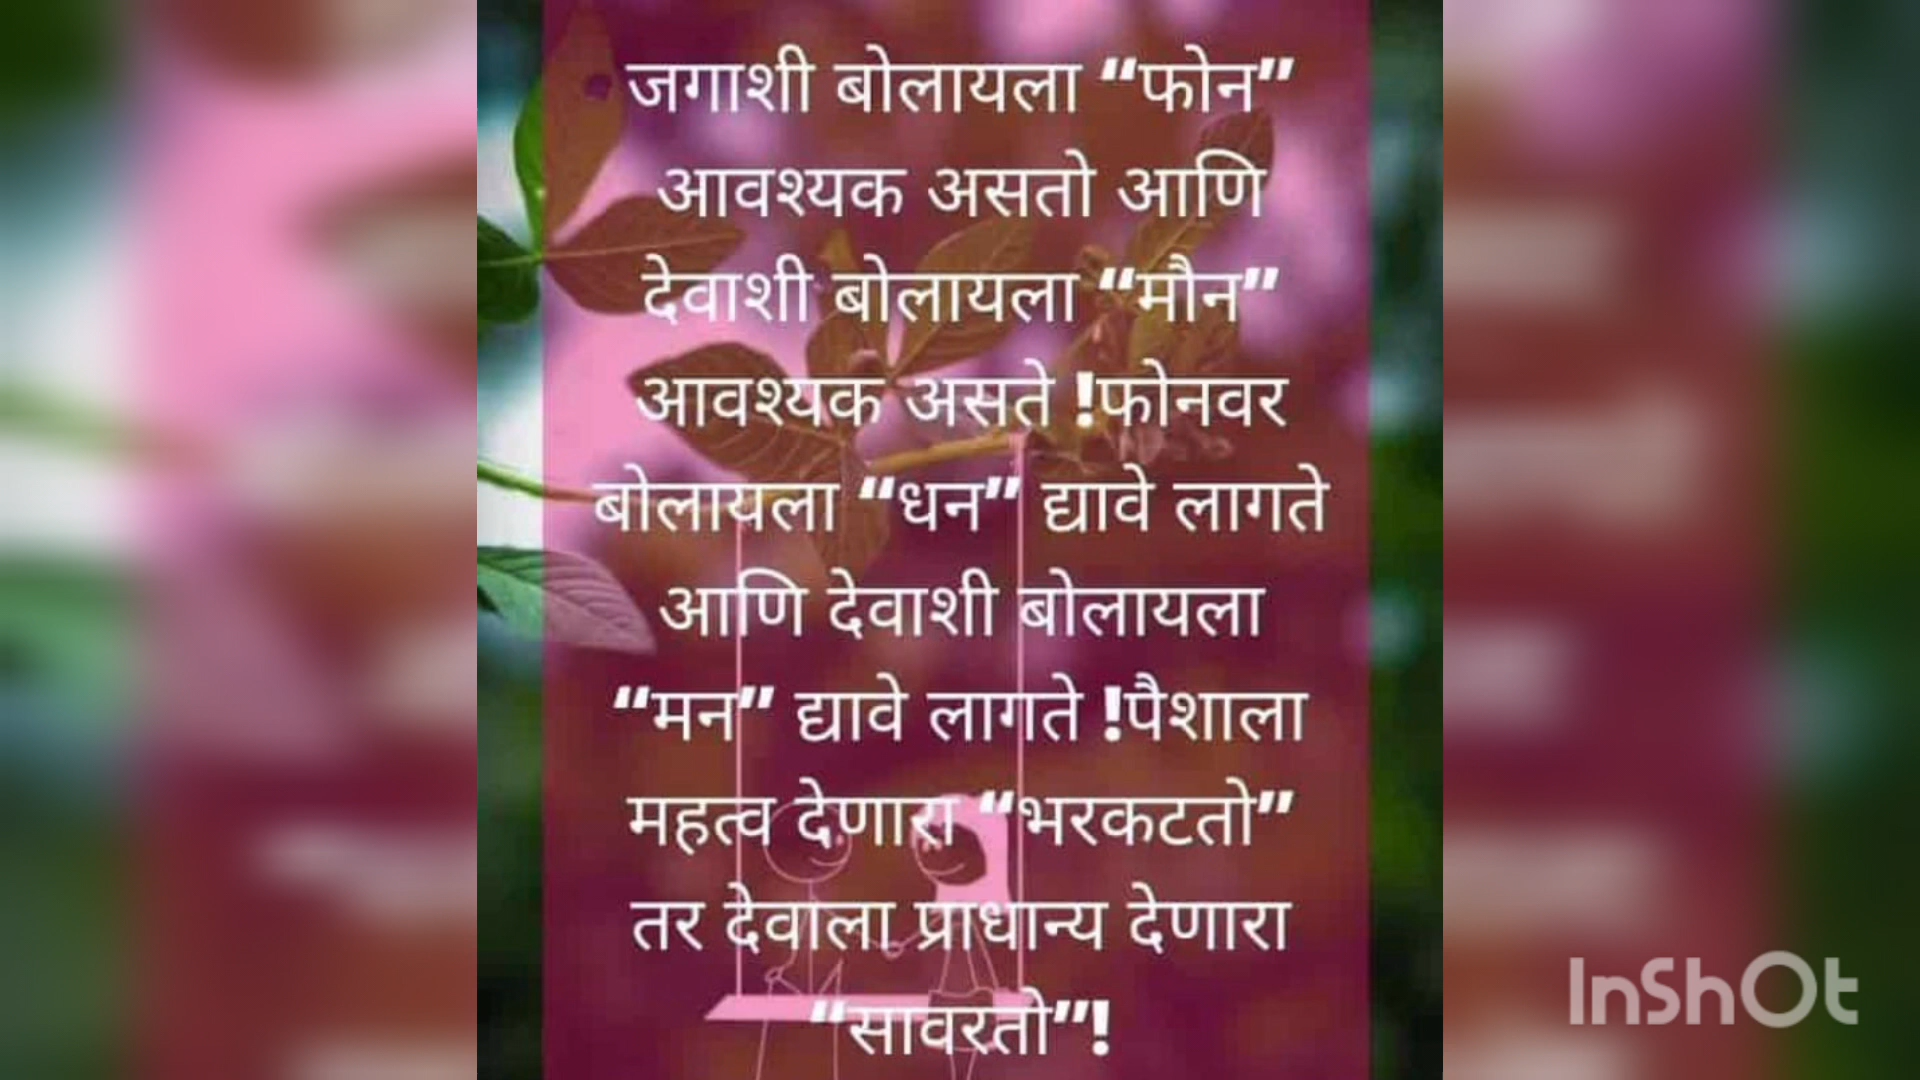 जगाशी बोलायला “फोन”
आवश्यक असतो आणि
देवाशी बोलायला “मौन”
आवश्यक असते !फोनवर
बोलायला “धन” द्यावे लागते
आणि देवाशी बोलायला
“मन” द्यावे लागते !पैशाला
महत्व देणारा “भरकटतो”
तर देवाला प्राधान्य देणारा
“सावरतो”!
InShOt